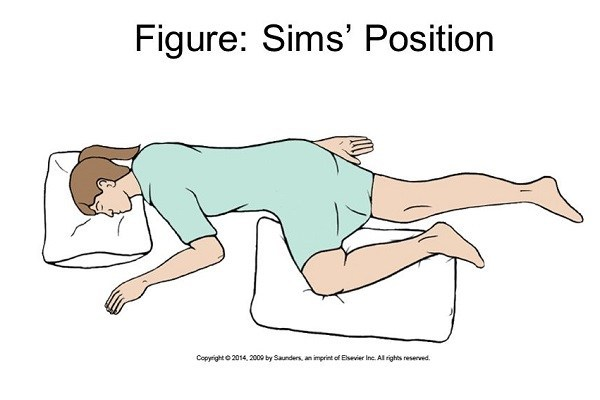 Figure: Sims’ Position
Copyright © 2014, 2009 by Saunders, an imprint of Elsevier Inc. All rights reserved.